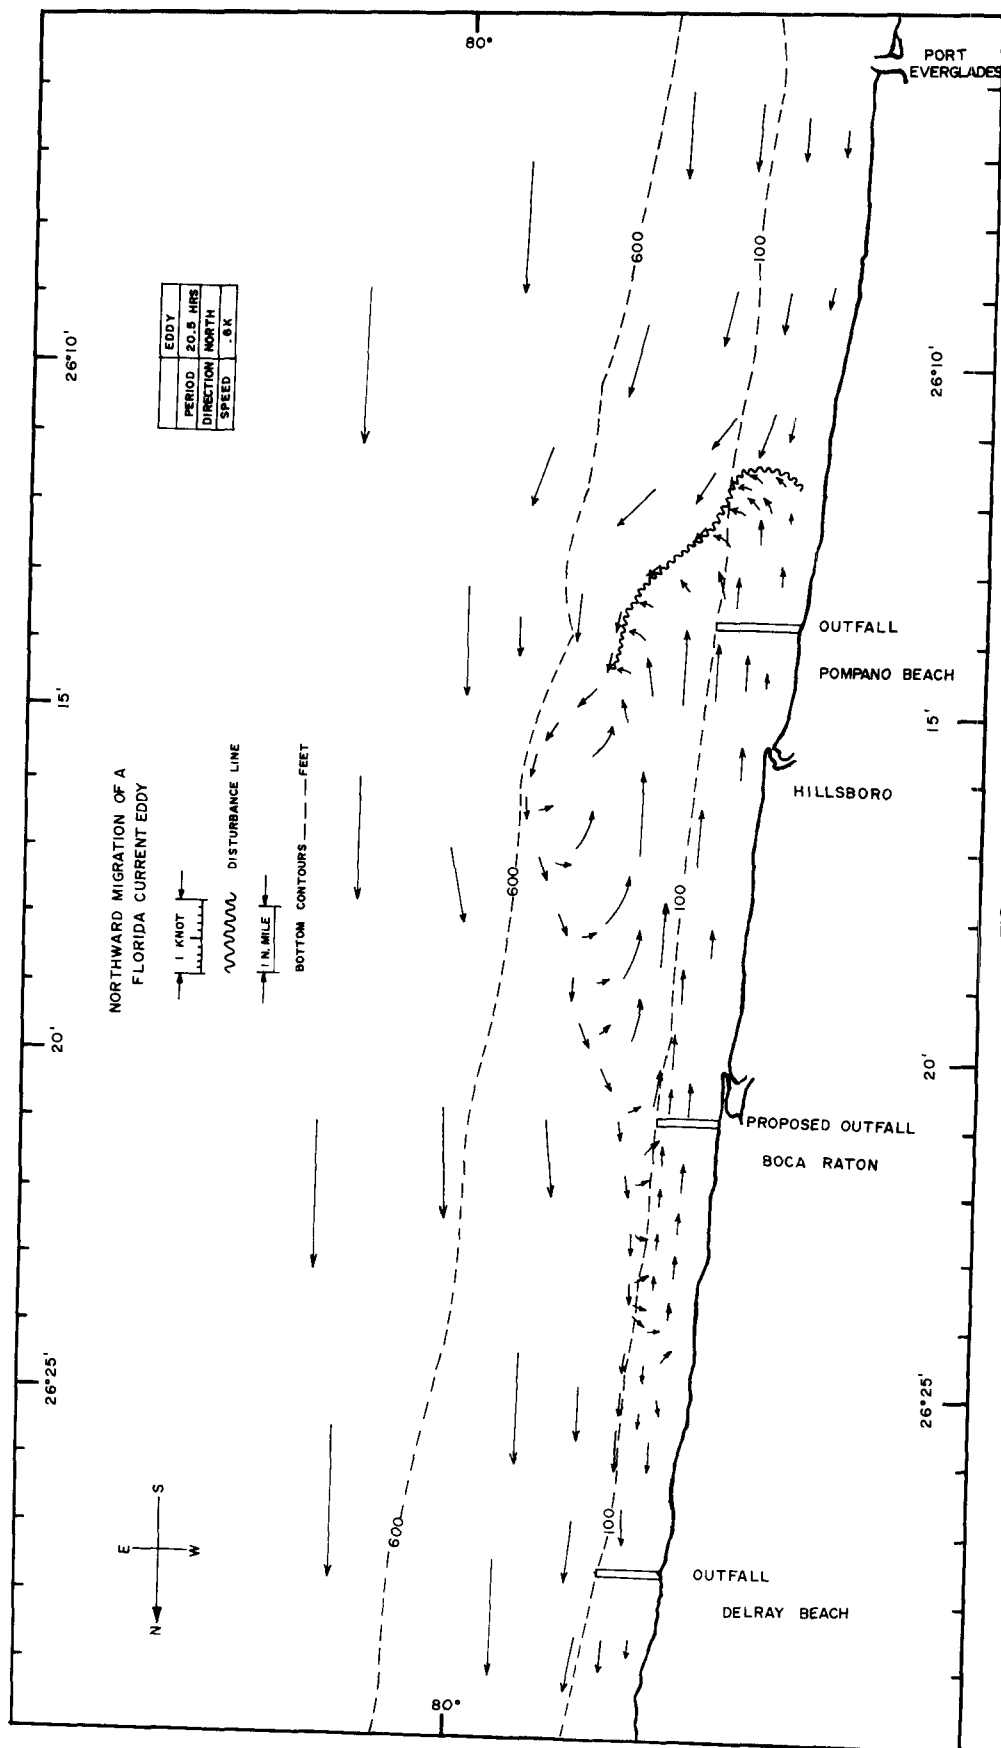 80°
PORT
EVERGLADES
600
100
26°10'
EDDY
PERIOD 20.5 HRS
DIRECTION NORTH
SPEED .6K
26°10'
OUTFALL
POMPANO BEACH
15'
15'
HILLSBORO
NORTHWARD MIGRATION OF A
FLORIDA CURRENT EDDY
1 KNOT
DISTURBANCE LINE
1 N. MILE
BOTTOM CONTOURS — — — FEET
600
100
20'
20'
PROPOSED OUTFALL
BOCA RATON
26°25'
26°25'
E
S
N
W
600
100
OUTFALL
DELRAY BEACH
80°